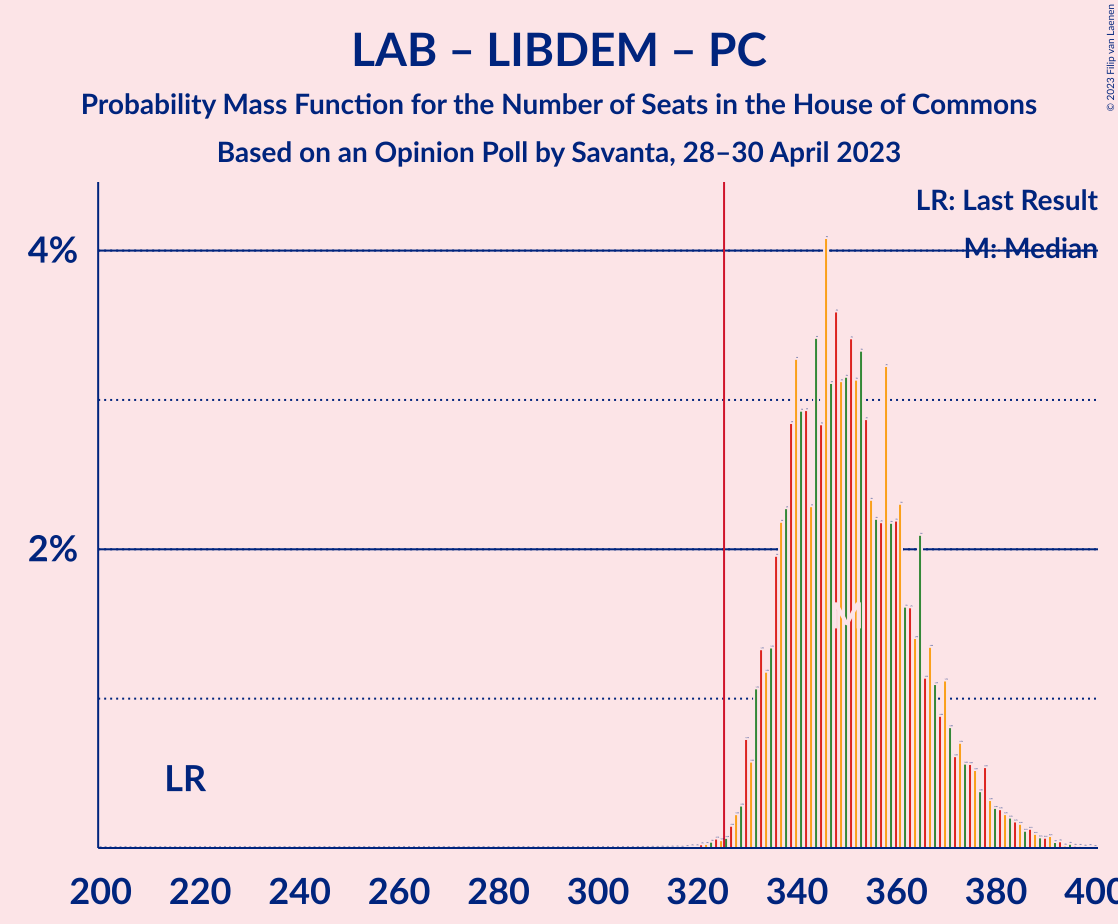 LAB – LIBDEM – PC
Probability Mass Function for the Number of Seats in the House of Commons
Based on an Opinion Poll by Savanta, 28–30 April 2023
© 2023 Filip van Laenen
LR: Last Result
M: Median
4%
2%
M
LR
200 220 240 260 280 300 320 340 360 380 400